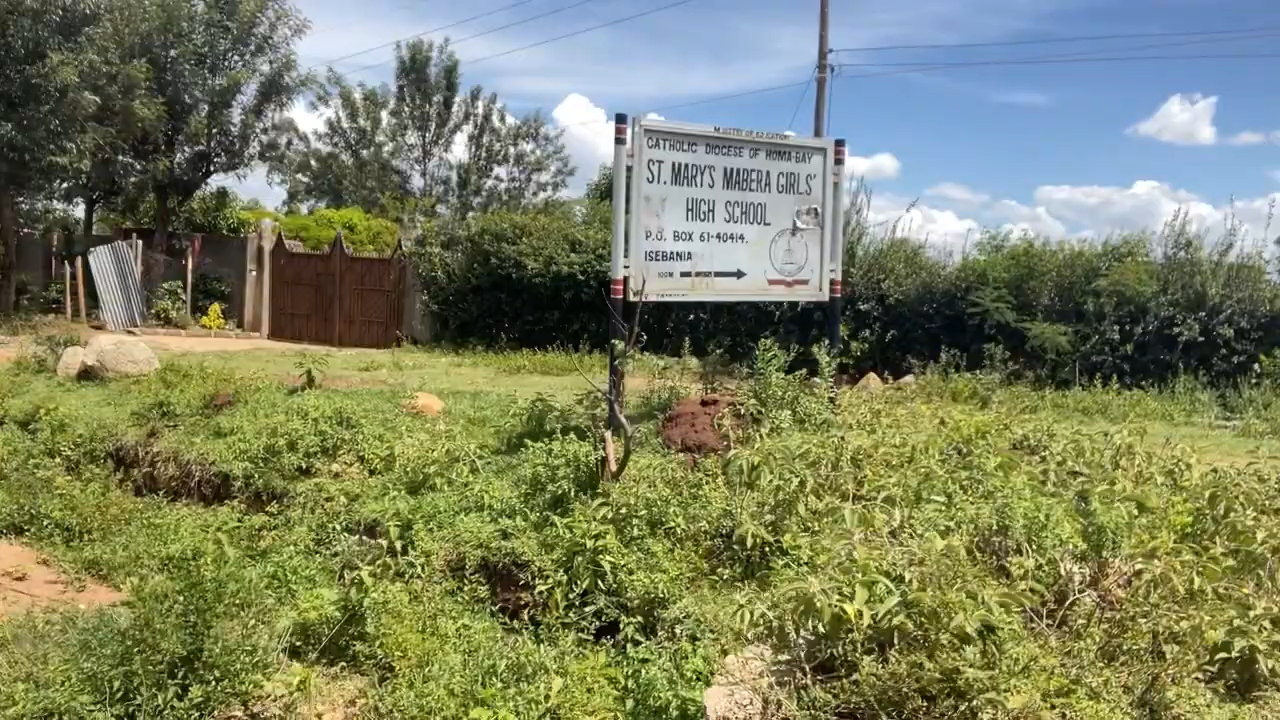 MINISTRY OF EDUCATION
CATHOLIC DIOCESE OF HOMA-BAY
ST. MARY'S MABERA GIRLS'
HIGH SCHOOL
P.O. BOX 61-40414,
ISEBANIA
100M